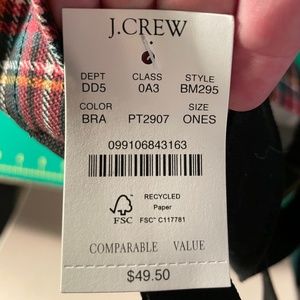 J.CREW
DEPT CLASS STYLE
DD5 0A3 BM295
COLOR SIZE
BRA PT2907 ONES
099106843163
RECYCLED
Paper
FSC
FSC™ C117781
COMPARABLE VALUE
$49.50